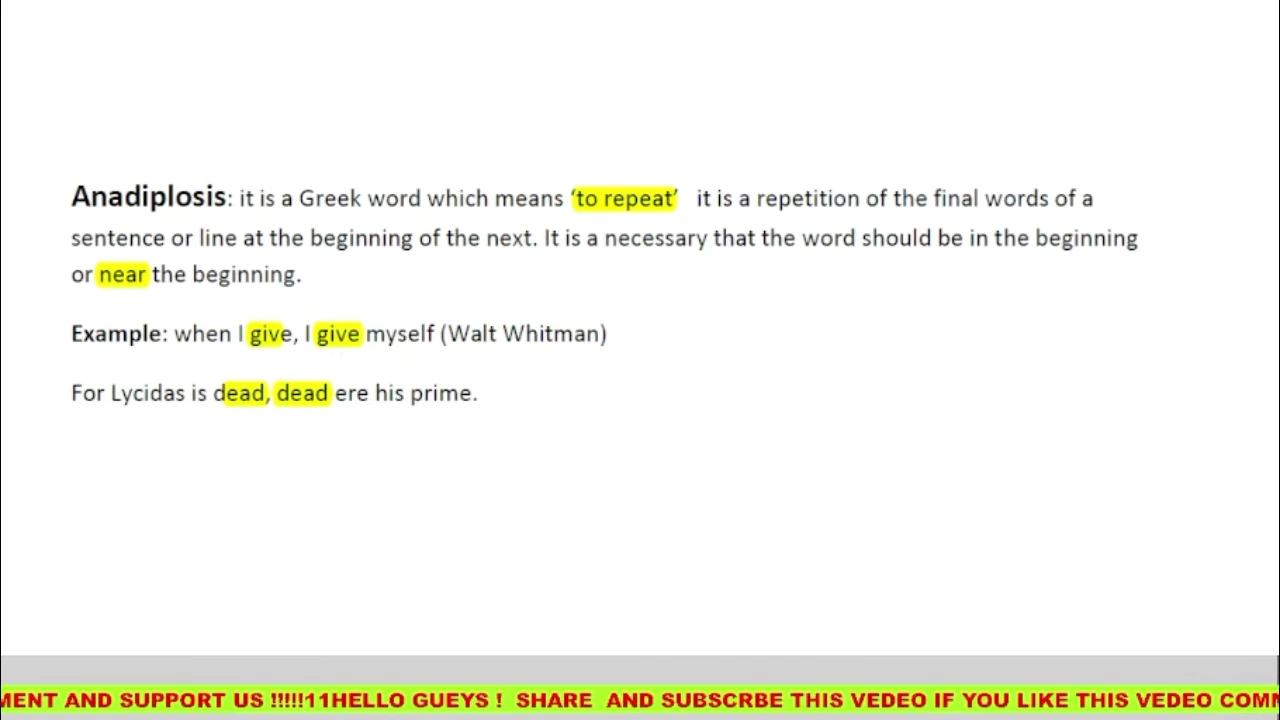 Anadiplosis: it is a Greek word which means ‘to repeat’ it is a repetition of the final words of a
sentence or line at the beginning of the next. It is a necessary that the word should be in the beginning
or near the beginning.
Example: when I give, I give myself (Walt Whitman)
For Lycidas is dead, dead ere his prime.
MENT AND SUPPORT US !!!!!11HELLO GUEYS ! SHARE AND SUBSCRBE THIS VEDEO IF YOU LIKE THIS VEDEO COM